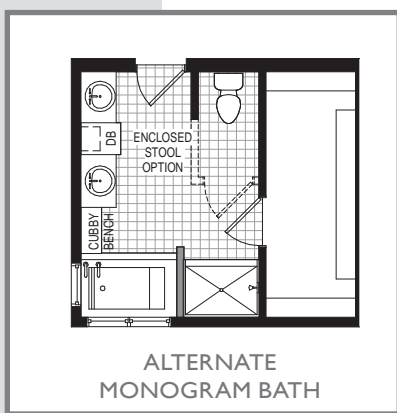 ENCLOSED
STOOL
OPTION
DB
CUBBY
BENCH
ALTERNATE
MONOGRAM BATH